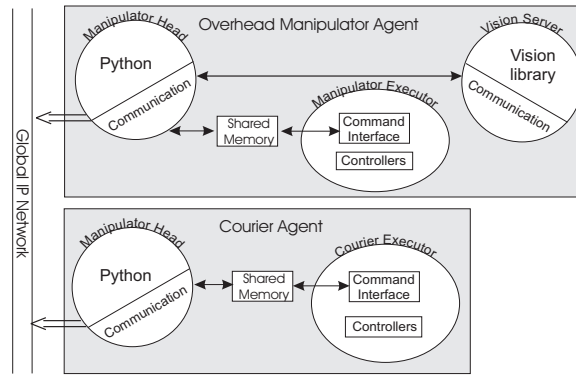 Overhead Manipulator Agent
Manipulator Head
Python
Communication
Shared
Memory
Manipulator Executor
Command
Interface
Controllers
Vision Server
Vision
library
Communication
Global IP Network
Courier Agent
Manipulator Head
Python
Communication
Shared
Memory
Courier Executor
Command
Interface
Controllers